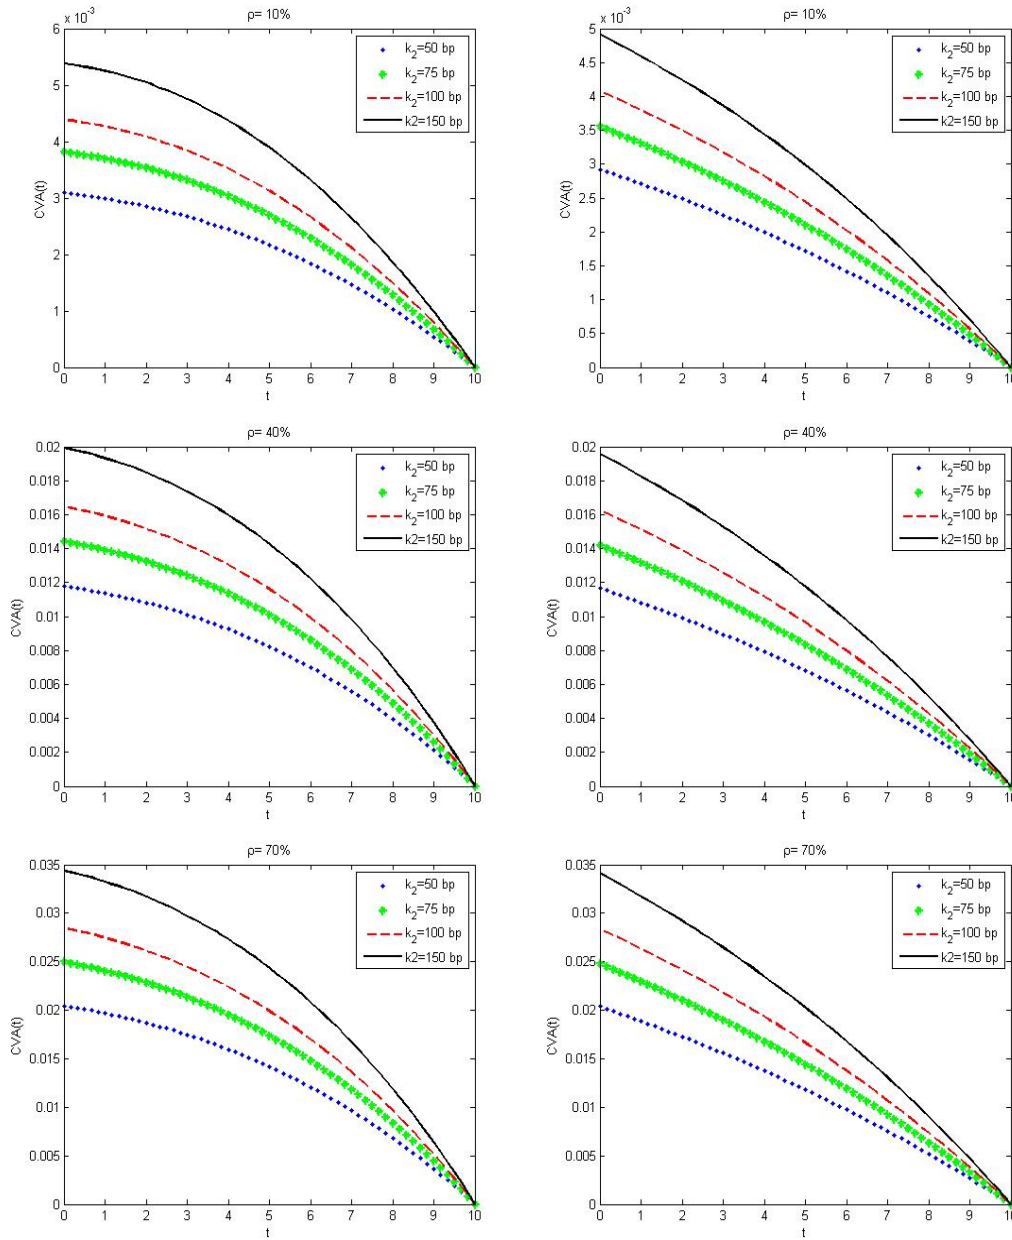 ρ= 10%
x 10⁻³
k₂=50 bp
k₂=75 bp
k₂=100 bp
k2=150 bp
6
5
4
3
2
1
0
CVA(t)
0 1 2 3 4 5 6 7 8 9 10
t
ρ= 10%
x 10⁻³
k₂=50 bp
k₂=75 bp
k₂=100 bp
k2=150 bp
5
4.5
4
3.5
3
2.5
2
1.5
1
0.5
0
CVA(t)
0 1 2 3 4 5 6 7 8 9 10
t
ρ= 40%
k₂=50 bp
k₂=75 bp
k₂=100 bp
k2=150 bp
0.02
0.018
0.016
0.014
0.012
0.01
0.008
0.006
0.004
0.002
0
CVA(t)
0 1 2 3 4 5 6 7 8 9 10
t
ρ= 40%
k₂=50 bp
k₂=75 bp
k₂=100 bp
k2=150 bp
0.02
0.018
0.016
0.014
0.012
0.01
0.008
0.006
0.004
0.002
0
CVA(t)
0 1 2 3 4 5 6 7 8 9 10
t
ρ= 70%
k₂=50 bp
k₂=75 bp
k₂=100 bp
k2=150 bp
0.035
0.03
0.025
0.02
0.015
0.01
0.005
0
CVA(t)
0 1 2 3 4 5 6 7 8 9 10
t
ρ= 70%
k₂=50 bp
k₂=75 bp
k₂=100 bp
k2=150 bp
0.035
0.03
0.025
0.02
0.015
0.01
0.005
0
CVA(t)
0 1 2 3 4 5 6 7 8 9 10
t